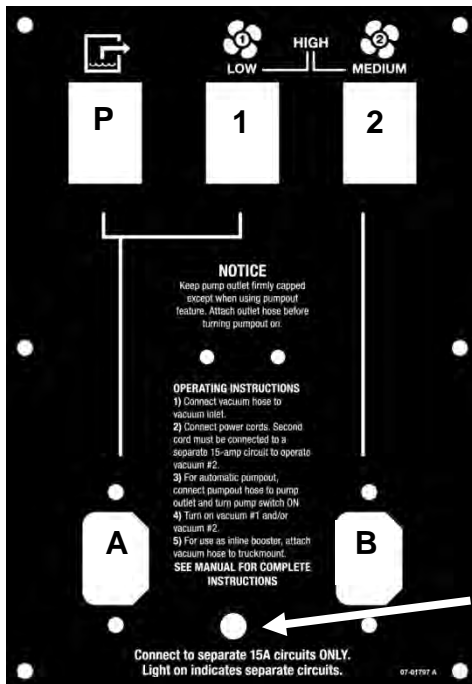 1
2
HIGH
LOW
MEDIUM
P
1
2
NOTICE
Keep pump outlet firmly capped
except when using pumpout
feature. Attach outlet hose before
turning pumpout on.
OPERATING INSTRUCTIONS
1) Connect vacuum hose to
vacuum inlet.
2) Connect power cords. Second
cord must be connected to a
separate 15-amp circuit to operate
vacuum #2.
3) For automatic pumpout,
connect pumpout hose to pump
outlet and turn pump switch ON
4) Turn on vacuum #1 and/or
vacuum #2.
5) For use as inline booster, attach
vacuum hose to truckmount.
SEE MANUAL FOR COMPLETE
INSTRUCTIONS
A
B
Connect to separate 15A circuits ONLY.
Light on indicates separate circuits.
07-01797 A